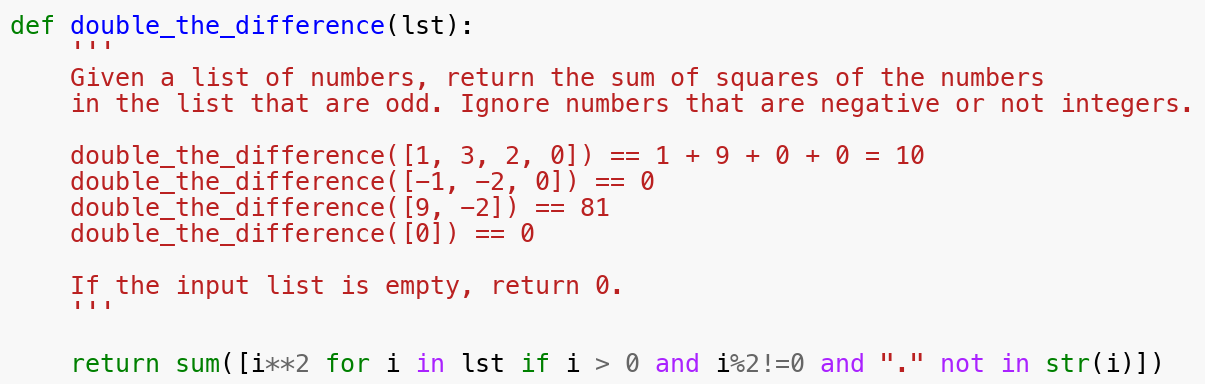 def double_the_difference(lst):
    '''
    Given a list of numbers, return the sum of squares of the numbers
    in the list that are odd. Ignore numbers that are negative or not integers.

    double_the_difference([1, 3, 2, 0]) == 1 + 9 + 0 + 0 = 10
    double_the_difference([−1, −2, 0]) == 0
    double_the_difference([9, −2]) == 81
    double_the_difference([0]) == 0

    If the input list is empty, return 0.
    '''

    return sum([i**2 for i in lst if i > 0 and i%2!=0 and "." not in str(i)])